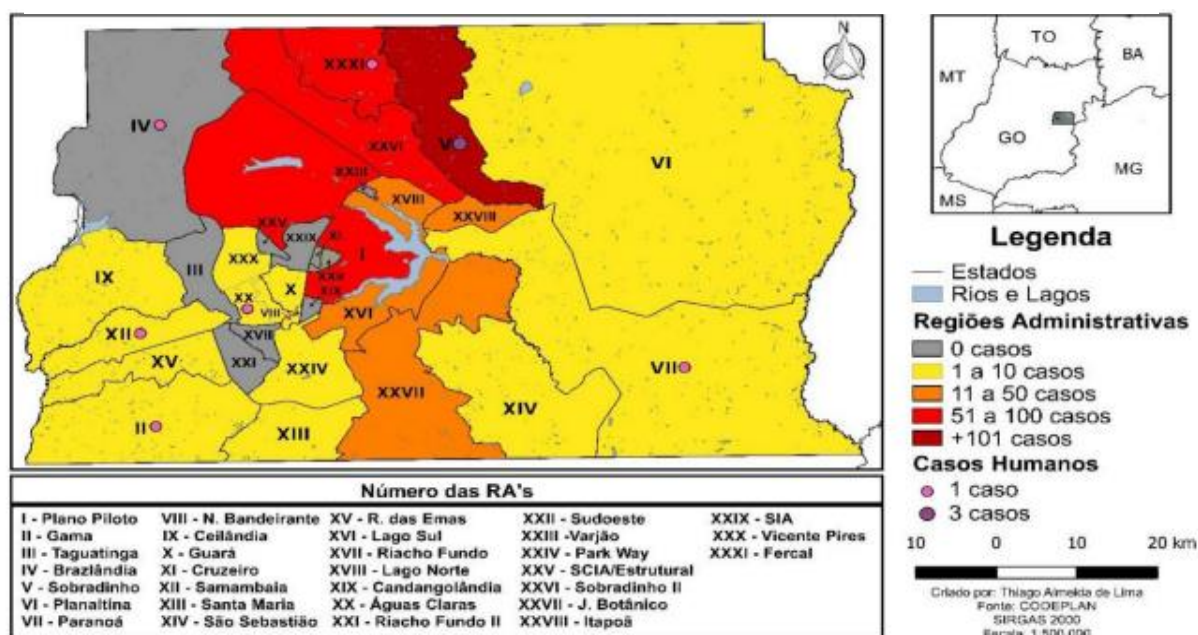 N
XXXI
IV
V
VI
XXVI
XXIII
XVIII
XXVIII
XXV
XXIX
XI
I
XXX
III
IX
X
XXII
XIX
XX
VIII
XVI
XII
XVII
XXI
XV
XXIV
XXVII
XIV
VII
II
XIII
TO
BA
MT
GO
MG
MS
Legenda
Estados
Rios e Lagos
Regiões Administrativas
0 casos
1 a 10 casos
11 a 50 casos
51 a 100 casos
+101 casos
Casos Humanos
1 caso
3 casos
10 0 10 20 km
Criado por: Thiago Almeida de Lima
Fonte: CODEPLAN
SIRGAS 2000
Escala: 1:500.000
Número das RA's
I - Plano Piloto
II - Gama
III - Taguatinga
IV - Brazlândia
V - Sobradinho
VI - Planaltina
VII - Paranoá
VIII - N. Bandeirante
IX - Ceilândia
X - Guará
XI - Cruzeiro
XII - Samambaia
XIII - Santa Maria
XIV - São Sebastião
XV - R. das Emas
XVI - Lago Sul
XVII - Riacho Fundo
XVIII - Lago Norte
XIX - Candangolândia
XX - Águas Claras
XXI - Riacho Fundo II
XXII - Sudoeste
XXIII -Varjão
XXIV - Park Way
XXV - SCIA/Estrutural
XXVI - Sobradinho II
XXVII - J. Botânico
XXVIII - Itapoã
XXIX - SIA
XXX - Vicente Pires
XXXI - Fercal